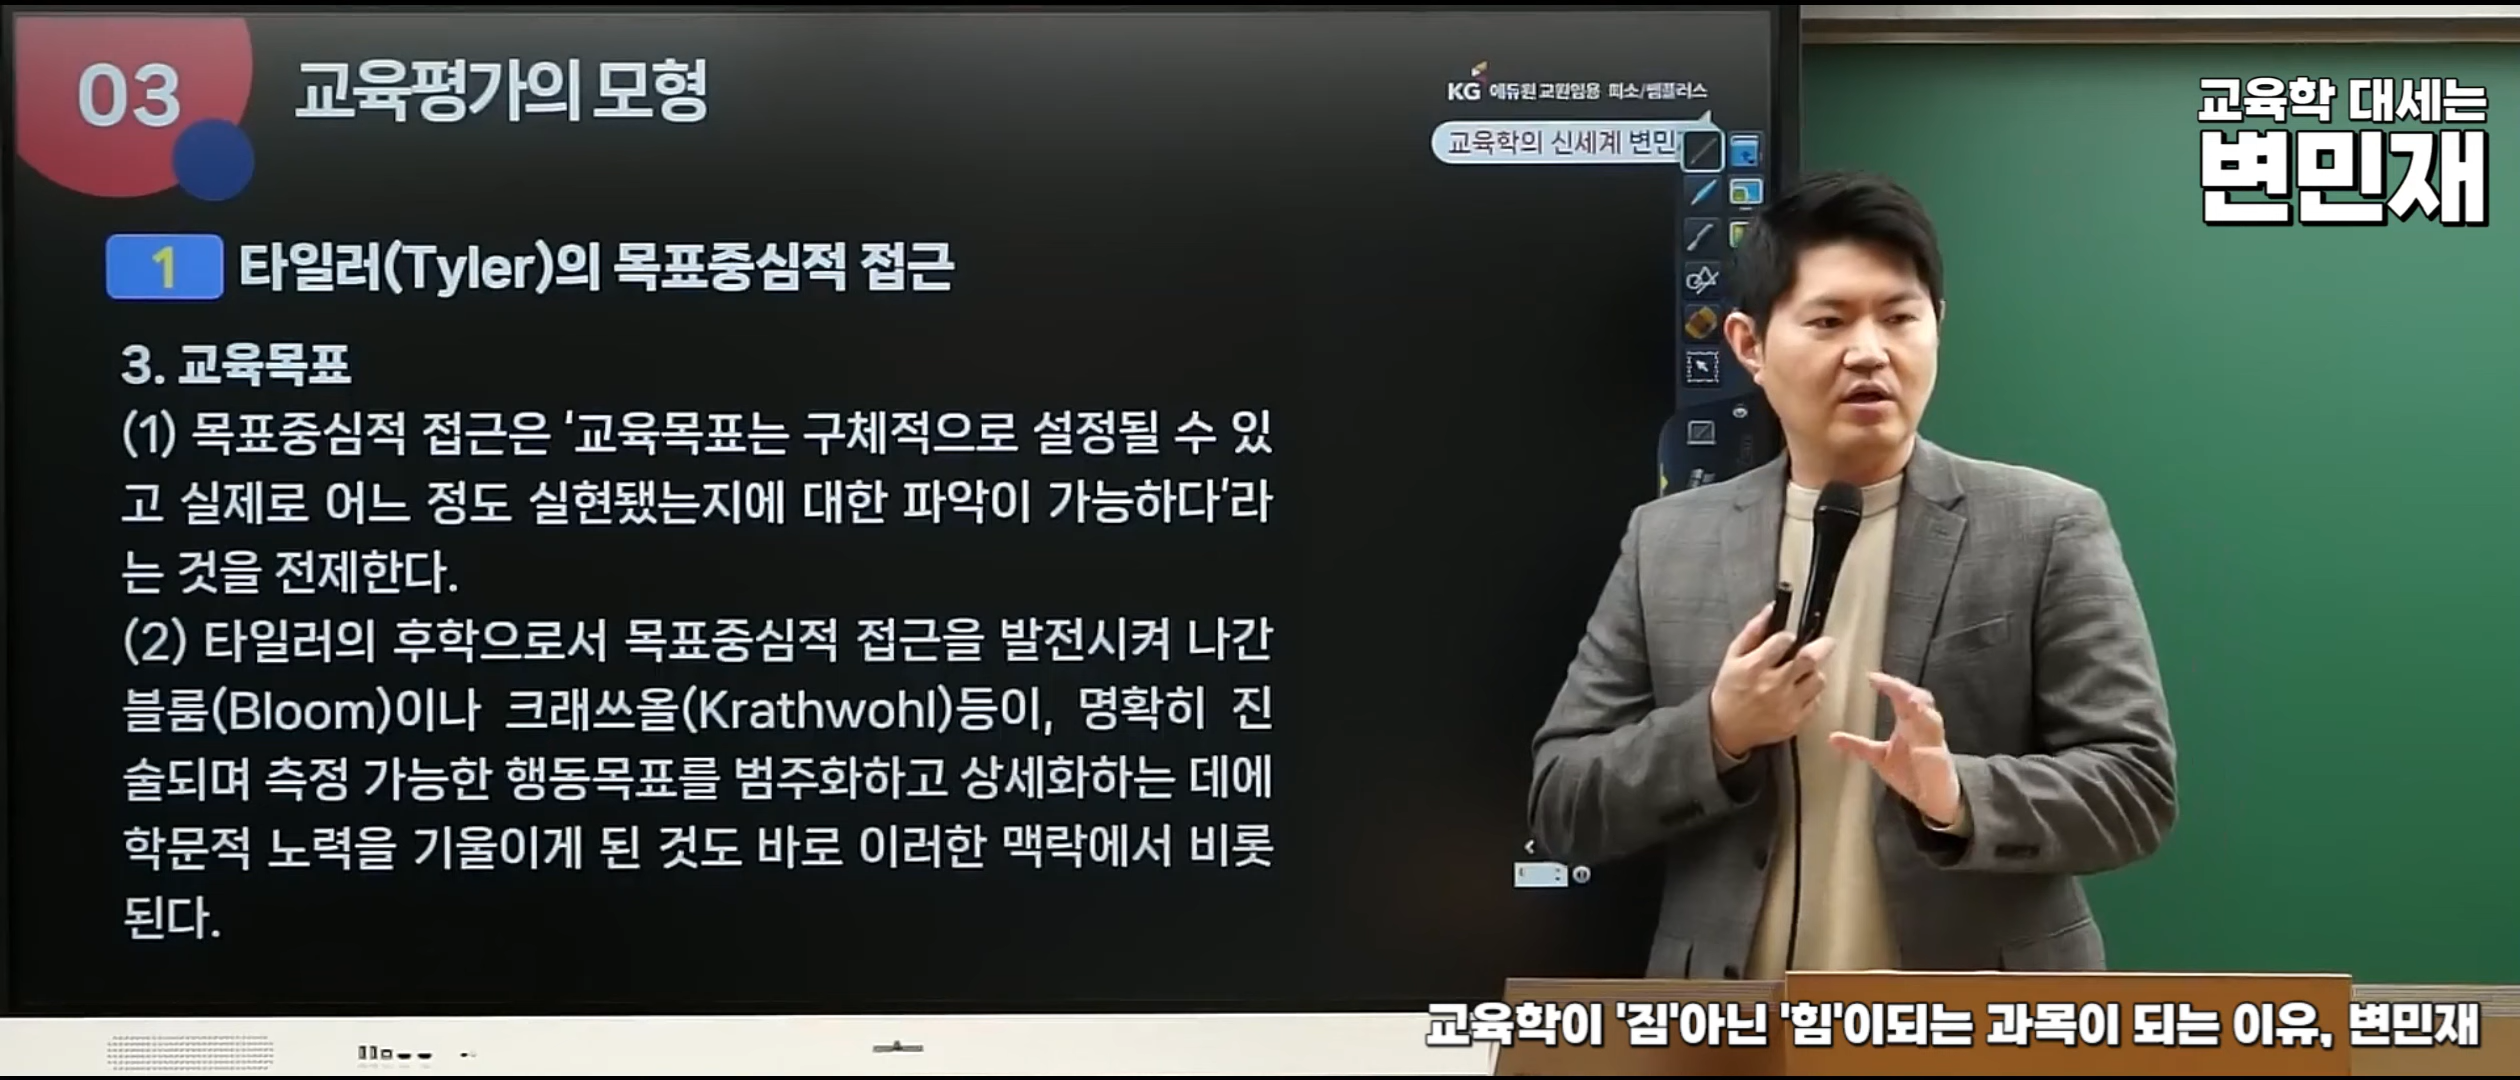 03
교육평가의 모형
KG 에듀원 교원임용 희소/쌤플러스
교육학의 신세계 변민
교육학 대세는
변민재
1 타일러(Tyler)의 목표중심적 접근
3. 교육목표
(1) 목표중심적 접근은 ‘교육목표는 구체적으로 설정될 수 있
고 실제로 어느 정도 실현됐는지에 대한 파악이 가능하다’라
는 것을 전제한다.
(2) 타일러의 후학으로서 목표중심적 접근을 발전시켜 나간
블룸(Bloom)이나 크래쓰올(Krathwohl)등이, 명확히 진
술되며 측정 가능한 행동목표를 범주화하고 상세화하는 데에
학문적 노력을 기울이게 된 것도 바로 이러한 맥락에서 비롯
된다.
교육학이 '짐'아닌 '힘'이되는 과목이 되는 이유, 변민재